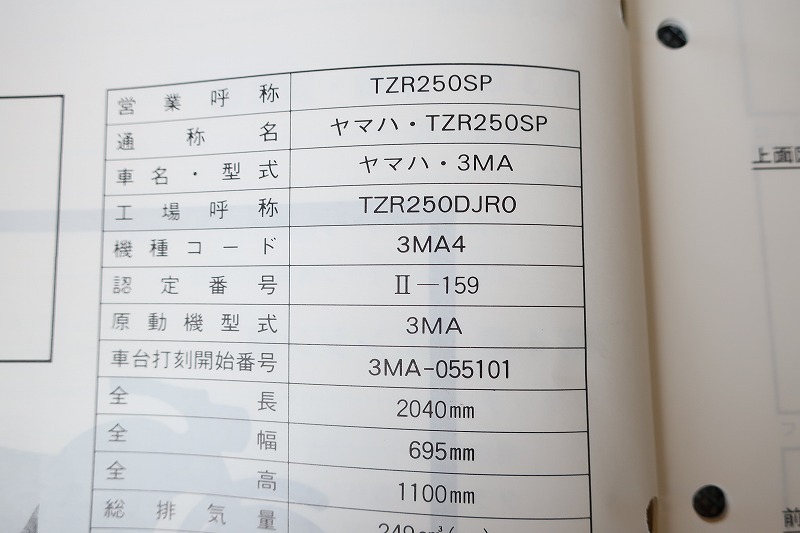 営業呼称 TZR250SP
通称名 ヤマハ・TZR250SP
車名・型式 ヤマハ・3MA
工場呼称 TZR250DJR0
機種コード 3MA4
認定番号 Ⅱ—159
原動機型式 3MA
車台打刻開始番号 3MA-055101
全長 2040mm
全幅 695mm
全高 1100mm
総排気量 249cm³
上面
前